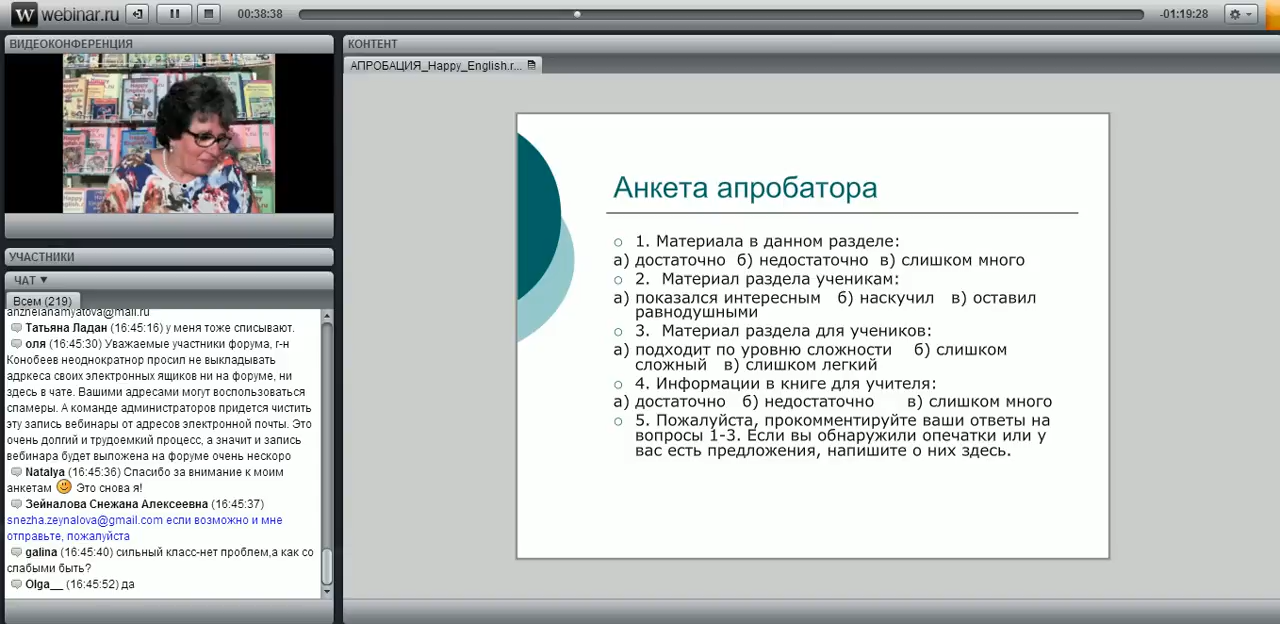 W webinar.ru 00:38:38 -01:19:28
ВИДЕОКОНФЕРЕНЦИЯ
КОНТЕНТ
АПРОБАЦИЯ_Happy_English.r...
УЧАСТНИКИ
ЧАТ ▼
Всем (219)
anzhelanamyatova@mail.ru
Татьяна Ладан (16:45:16) у меня тоже списывают.
оля (16:45:30) Уважаемые участники форума, г-н
Конобеев неоднократнор просил не выкладывать
адркеса своих электронных ящиков ни на форуме, ни
здесь в чате. Вашими адресами могут воспользоваться
спамеры. А команде администраторов придется чистить
эту запись вебинары от адресов электронной почты. Это
очень долгий и трудоемкий процесс, а значит и запись
вебинара будет выложена на форуме очень нескоро
Natalya (16:45:36) Спасибо за внимание к моим
анкетам Это снова я!
Зейналова Снежана Алексеевна (16:45:37)
snezha.zeynalova@gmail.com если возможно и мне
отправьте, пожалуйста
galina (16:45:40) сильный класс-нет проблем,а как со
слабыми быть?
Olga__ (16:45:52) да
Анкета апробатора
1. Материала в данном разделе:
а) достаточно б) недостаточно в) слишком много
2. Материал раздела ученикам:
а) показался интересным б) наскучил в) оставил
равнодушными
3. Материал раздела для учеников:
а) подходит по уровню сложности б) слишком
сложный в) слишком легкий
4. Информации в книге для учителя:
а) достаточно б) недостаточно в) слишком много
5. Пожалуйста, прокомментируйте ваши ответы на
вопросы 1-3. Если вы обнаружили опечатки или у
вас есть предложения, напишите о них здесь.